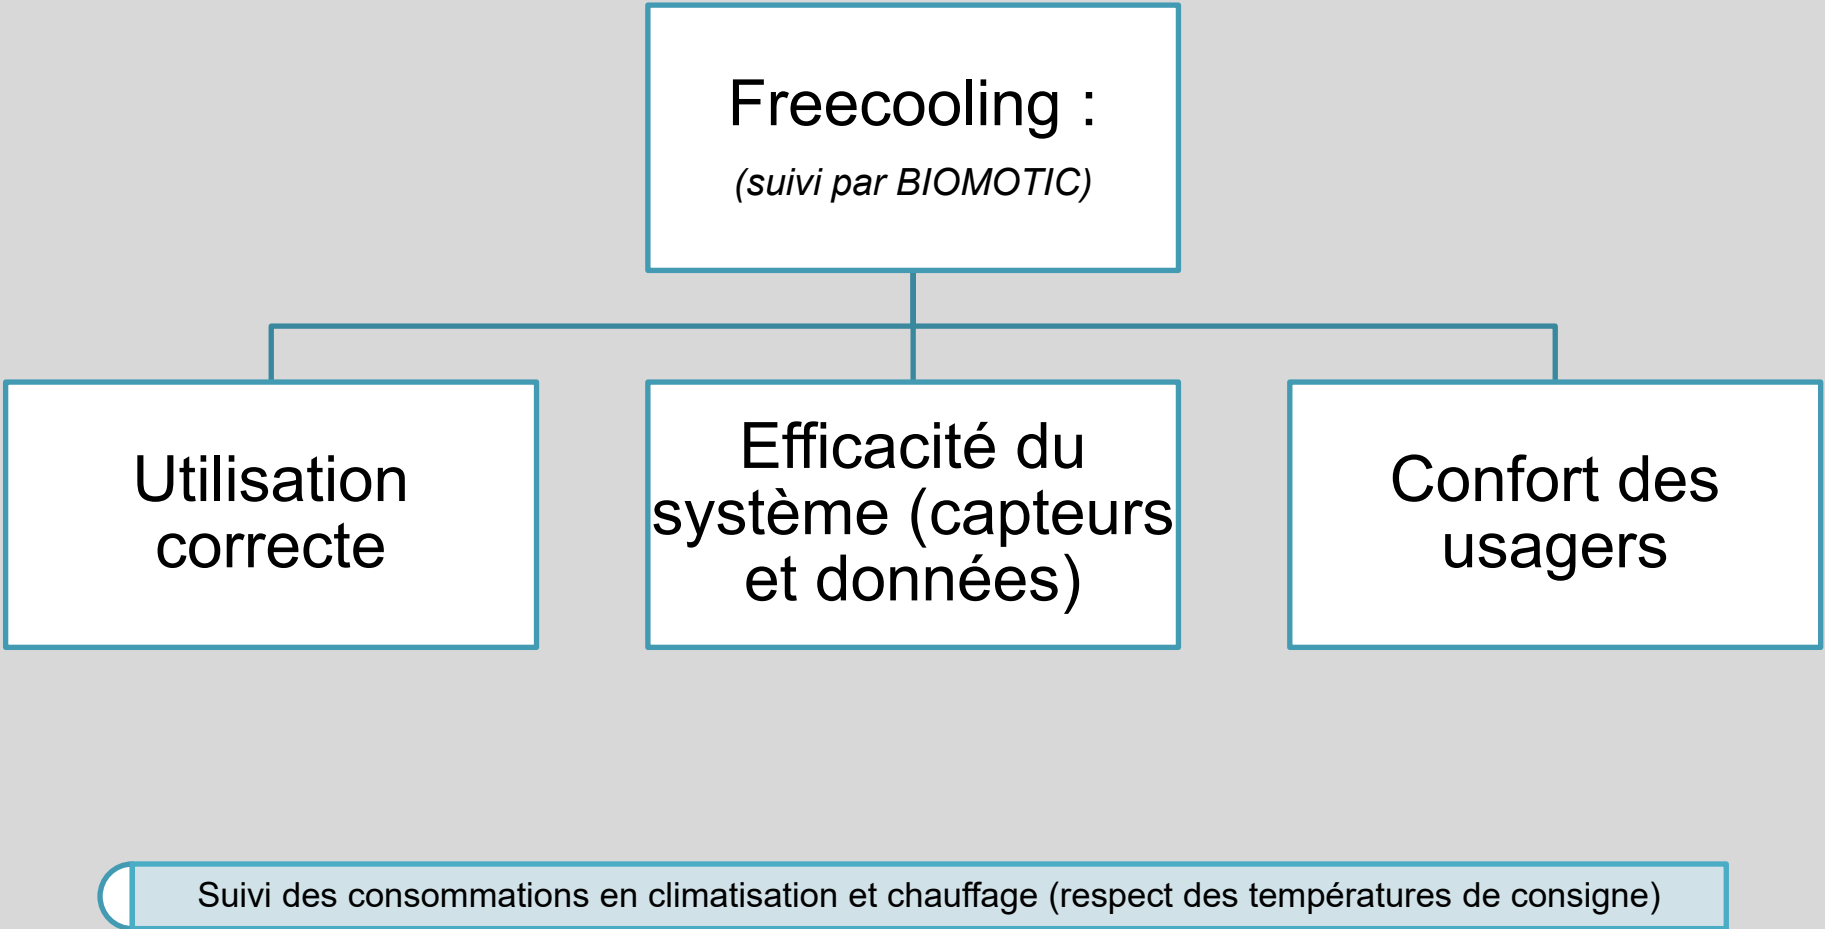 Freecooling :
(suivi par BIOMOTIC)
Utilisation
correcte
Efficacité du
système (capteurs
et données)
Confort des
usagers
Suivi des consommations en climatisation et chauffage (respect des températures de consigne)